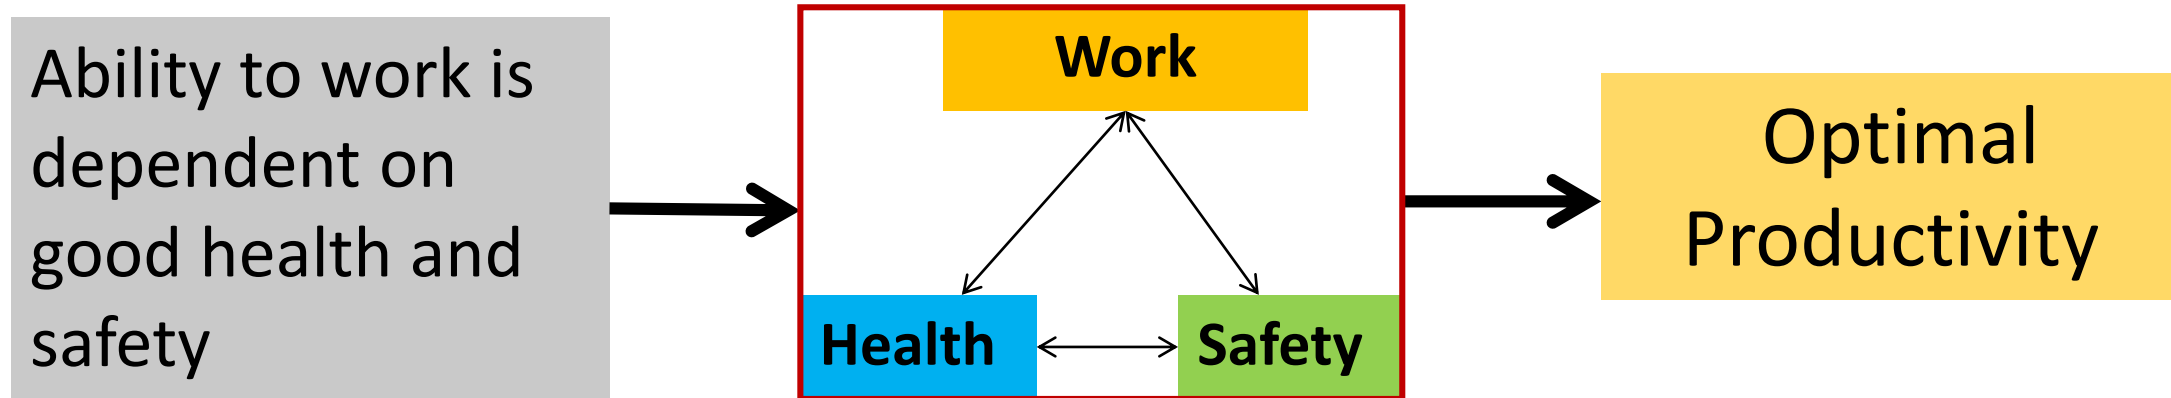 Ability to work is
dependent on
good health and
safety
Work
Health
Safety
Optimal
Productivity